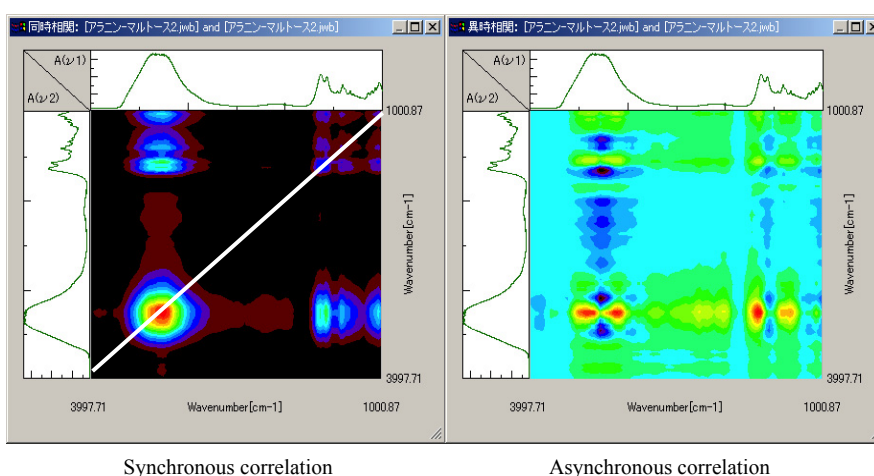 同時相関: [アラニン-マルトース2.jwb] and [アラニン-マルトース2.jwb]
A(ν1)
A(ν2)
1000.87
Wavenumber[cm-1]
3997.71
3997.71
Wavenumber[cm-1]
1000.87
異時相関: [アラニン-マルトース2.jwb] and [アラニン-マルトース2.jwb]
A(ν1)
A(ν2)
1000.87
Wavenumber[cm-1]
3997.71
3997.71
Wavenumber[cm-1]
1000.87
Synchronous correlation
Asynchronous correlation